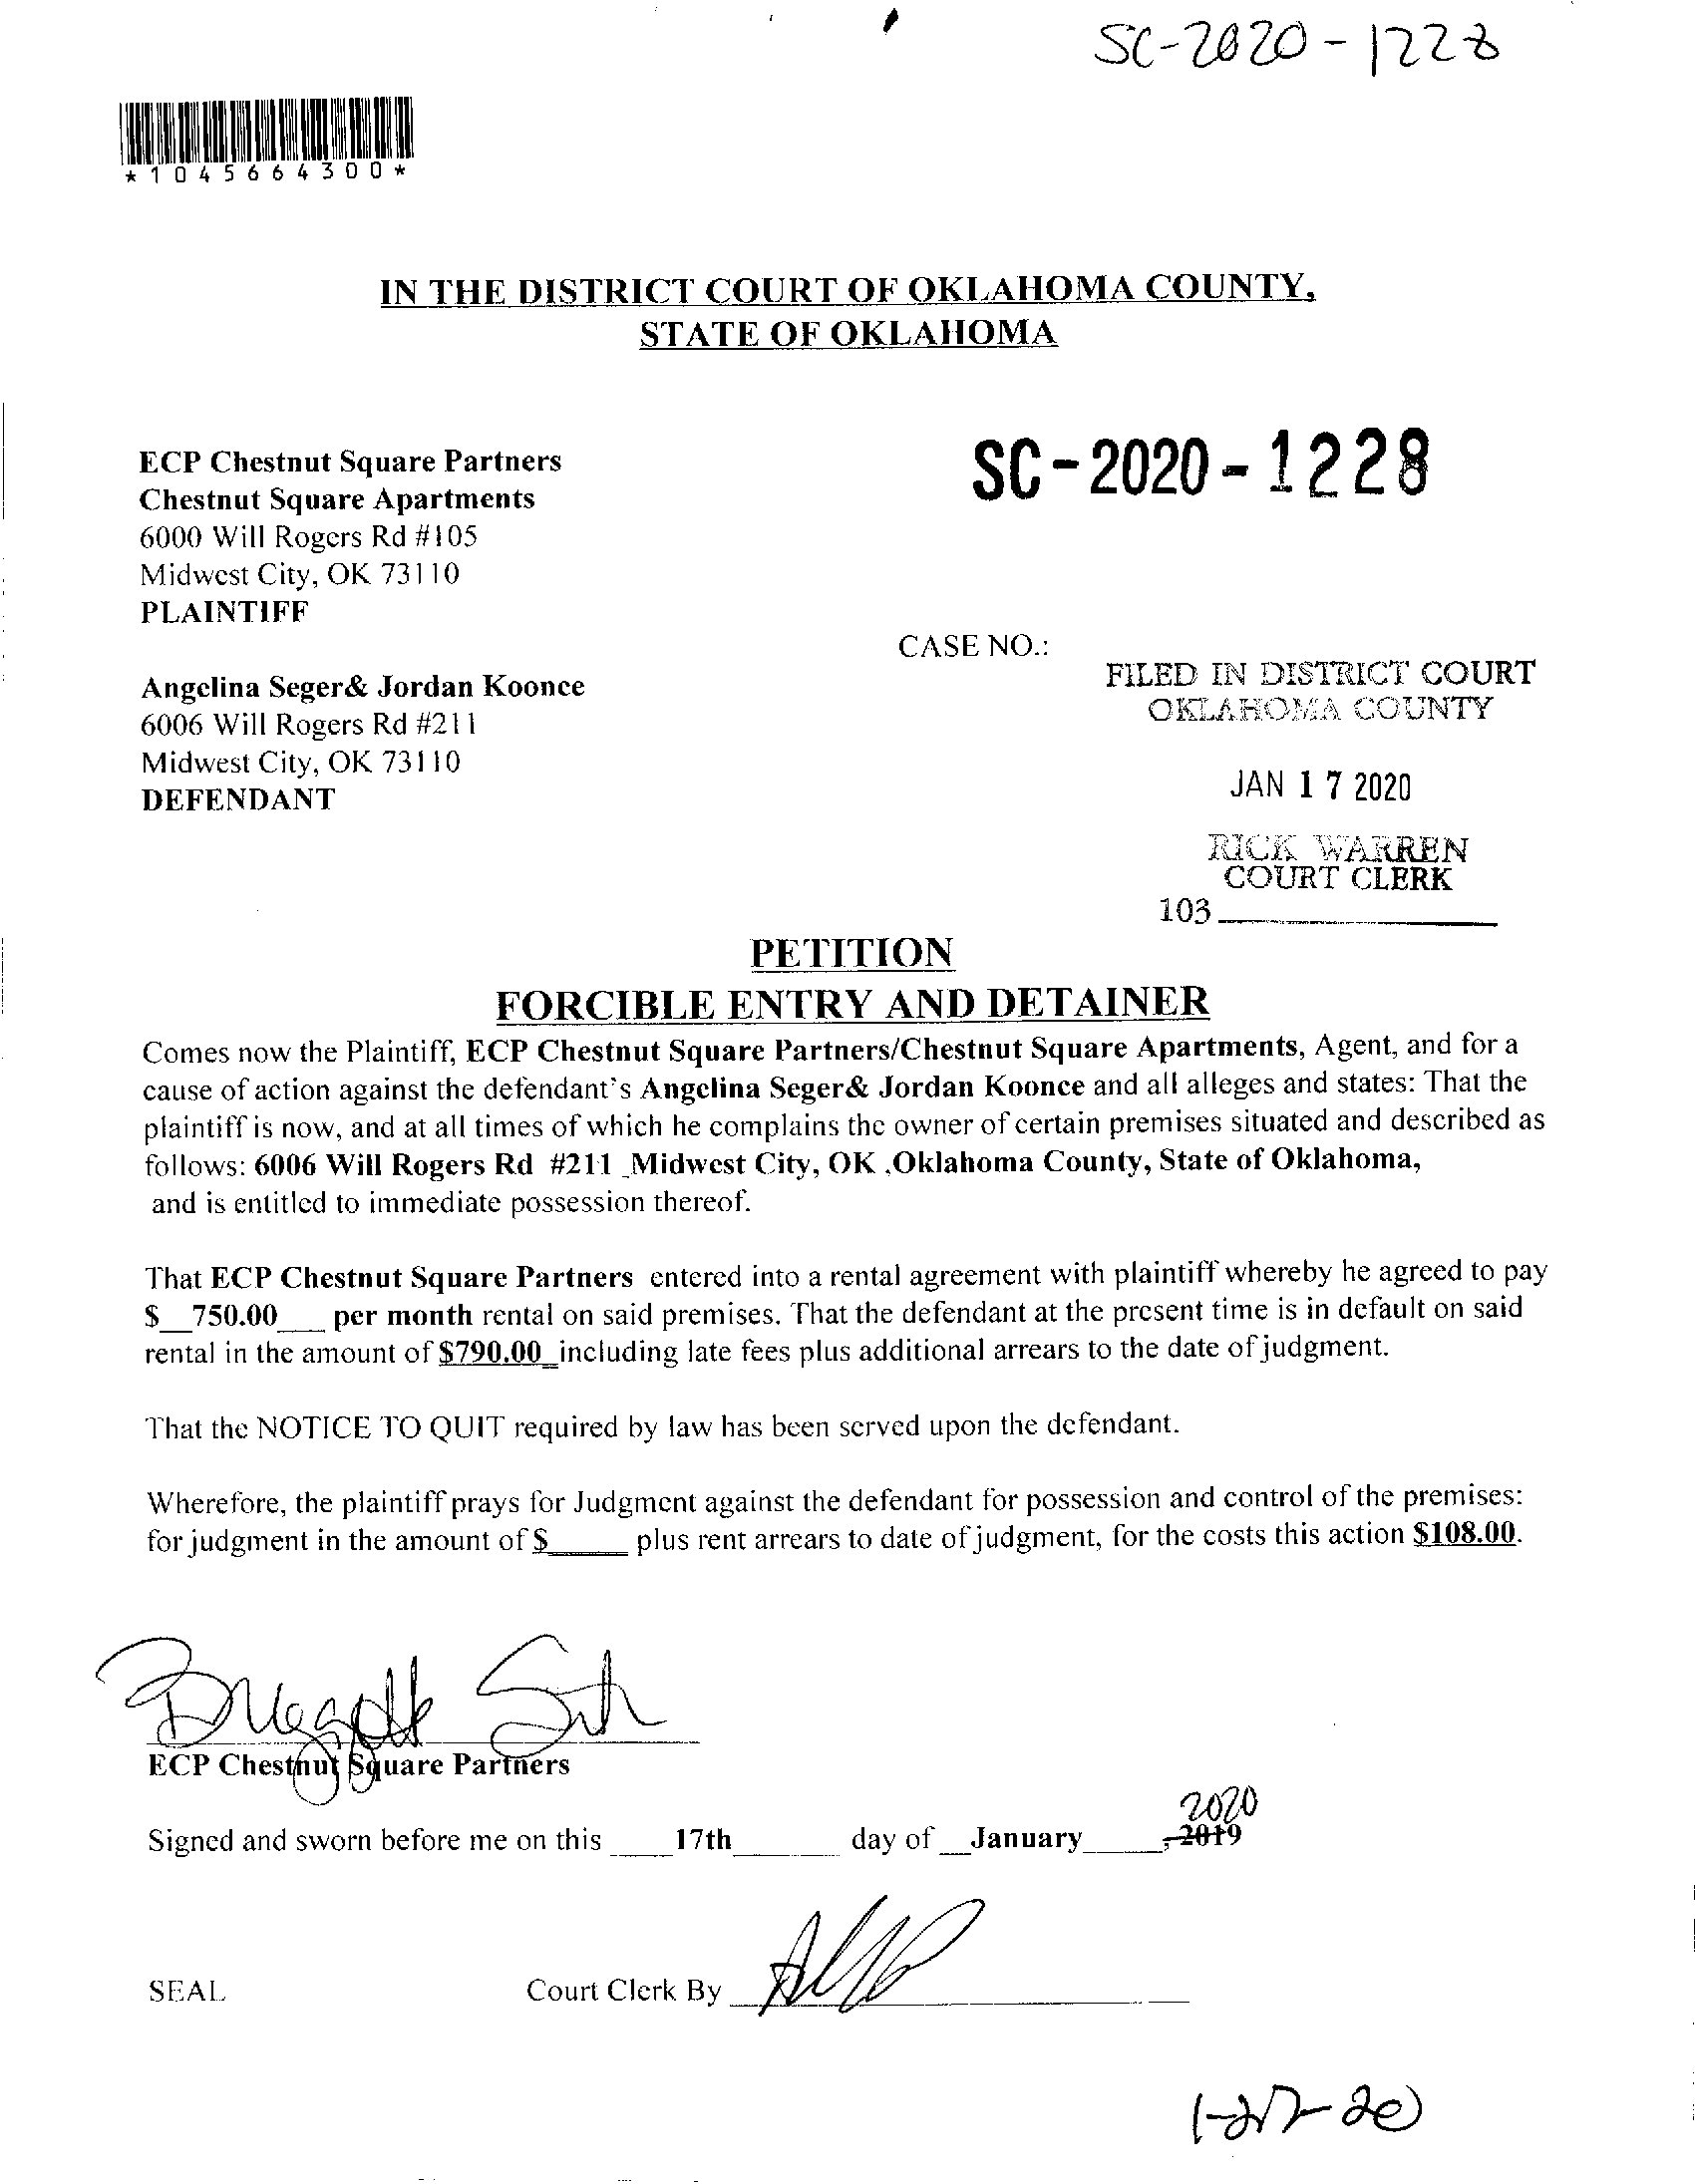 SC-2020-1228
*1045664300*
IN THE DISTRICT COURT OF OKLAHOMA COUNTY,
STATE OF OKLAHOMA
ECP Chestnut Square Partners
Chestnut Square Apartments
6000 Will Rogers Rd #105
Midwest City, OK 73110
PLAINTIFF
SC-2020-1228
CASE NO.:
Angelina Seger& Jordan Koonce
6006 Will Rogers Rd #211
Midwest City, OK 73110
DEFENDANT
FILED IN DISTRICT COURT
OKLAHOMA COUNTY
JAN 17 2020
RICK WARREN
COURT CLERK
103
PETITION
FORCIBLE ENTRY AND DETAINER
Comes now the Plaintiff, ECP Chestnut Square Partners/Chestnut Square Apartments, Agent, and for a
cause of action against the defendant's Angelina Seger& Jordan Koonce and all alleges and states: That the
plaintiff is now, and at all times of which he complains the owner of certain premises situated and described as
follows: 6006 Will Rogers Rd #211 _Midwest City, OK ,Oklahoma County, State of Oklahoma,
and is entitled to immediate possession thereof.
That ECP Chestnut Square Partners entered into a rental agreement with plaintiff whereby he agreed to pay
$__750.00___ per month rental on said premises. That the defendant at the present time is in default on said
rental in the amount of $790.00_including late fees plus additional arrears to the date of judgment.
That the NOTICE TO QUIT required by law has been served upon the defendant.
Wherefore, the plaintiff prays for Judgment against the defendant for possession and control of the premises:
for judgment in the amount of $_____ plus rent arrears to date of judgment, for the costs this action $108.00.
ECP Chestnut Square Partners
2020
Signed and sworn before me on this ____17th_______ day of __January_____, 2019
SEAL
Court Clerk By